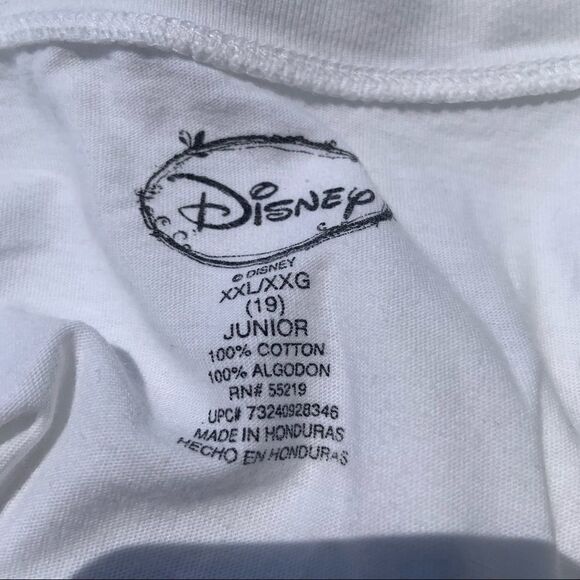 Disney
© DISNEY
XXL/XXG
(19)
JUNIOR
100% COTTON
100% ALGODON
RN# 55219
UPC# 73240928346
MADE IN HONDURAS
HECHO EN HONDURAS